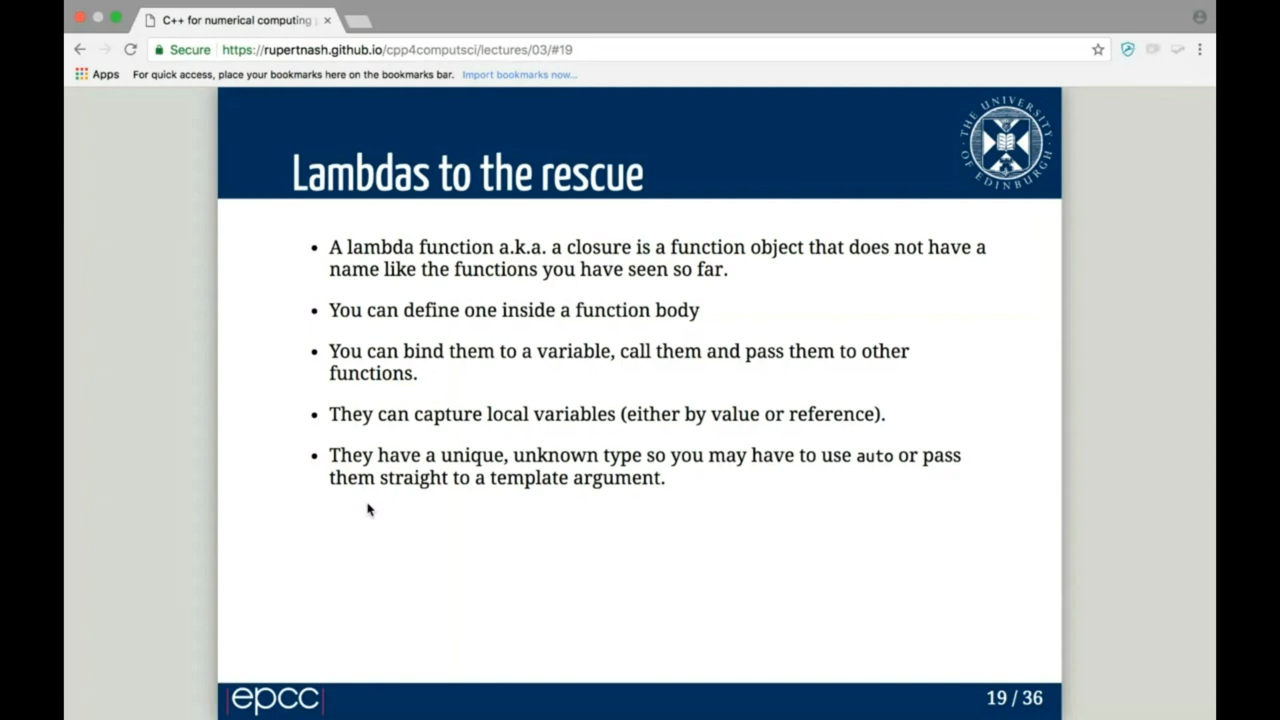 C++ for numerical computing
Secure https://rupertnash.github.io/cpp4computsci/lectures/03/#19
Apps For quick access, place your bookmarks here on the bookmarks bar. Import bookmarks now...
THE UNIVERSITY OF EDINBURGH
Lambdas to the rescue
• A lambda function a.k.a. a closure is a function object that does not have a
name like the functions you have seen so far.
• You can define one inside a function body
• You can bind them to a variable, call them and pass them to other
functions.
• They can capture local variables (either by value or reference).
• They have a unique, unknown type so you may have to use auto or pass
them straight to a template argument.
epcc
19 / 36